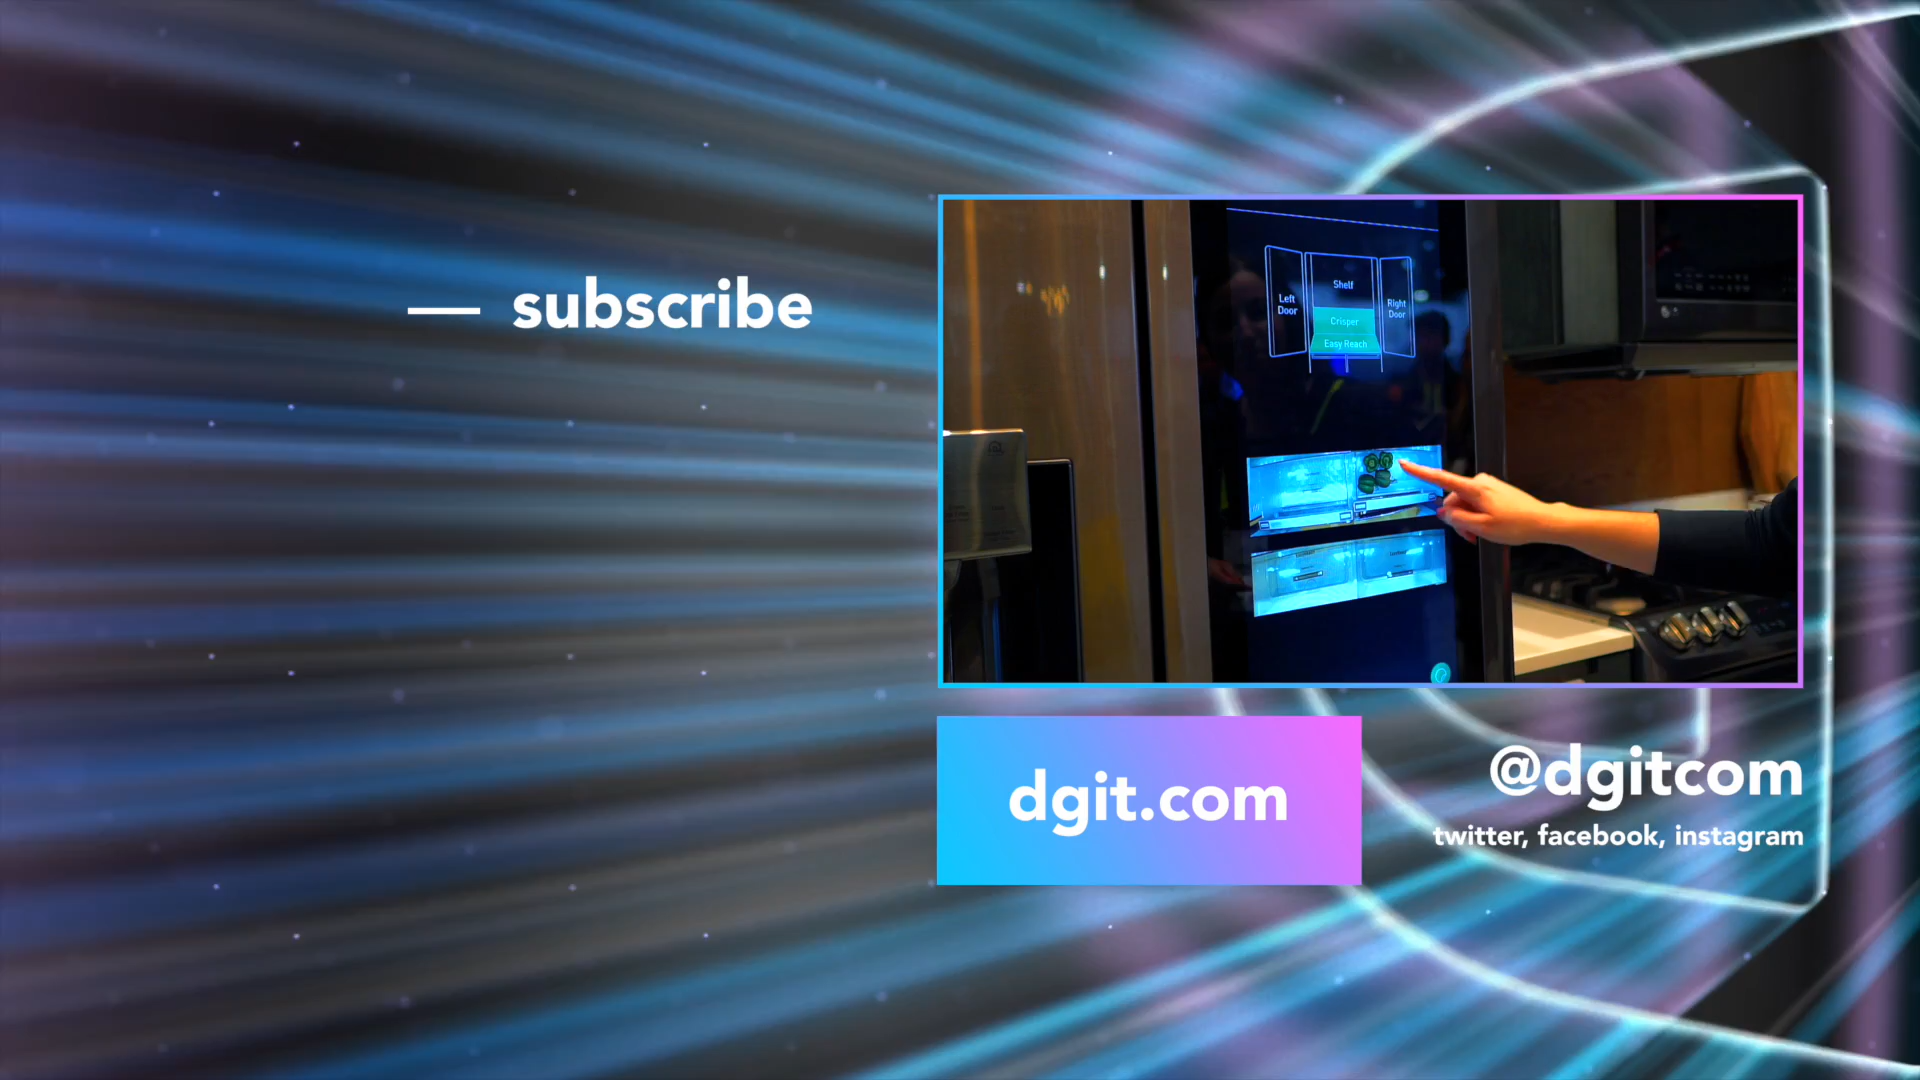 subscribe
Shelf
Left
Door
Right
Door
Crisper
Easy Reach
dgit.com
@dgitcom
twitter, facebook, instagram